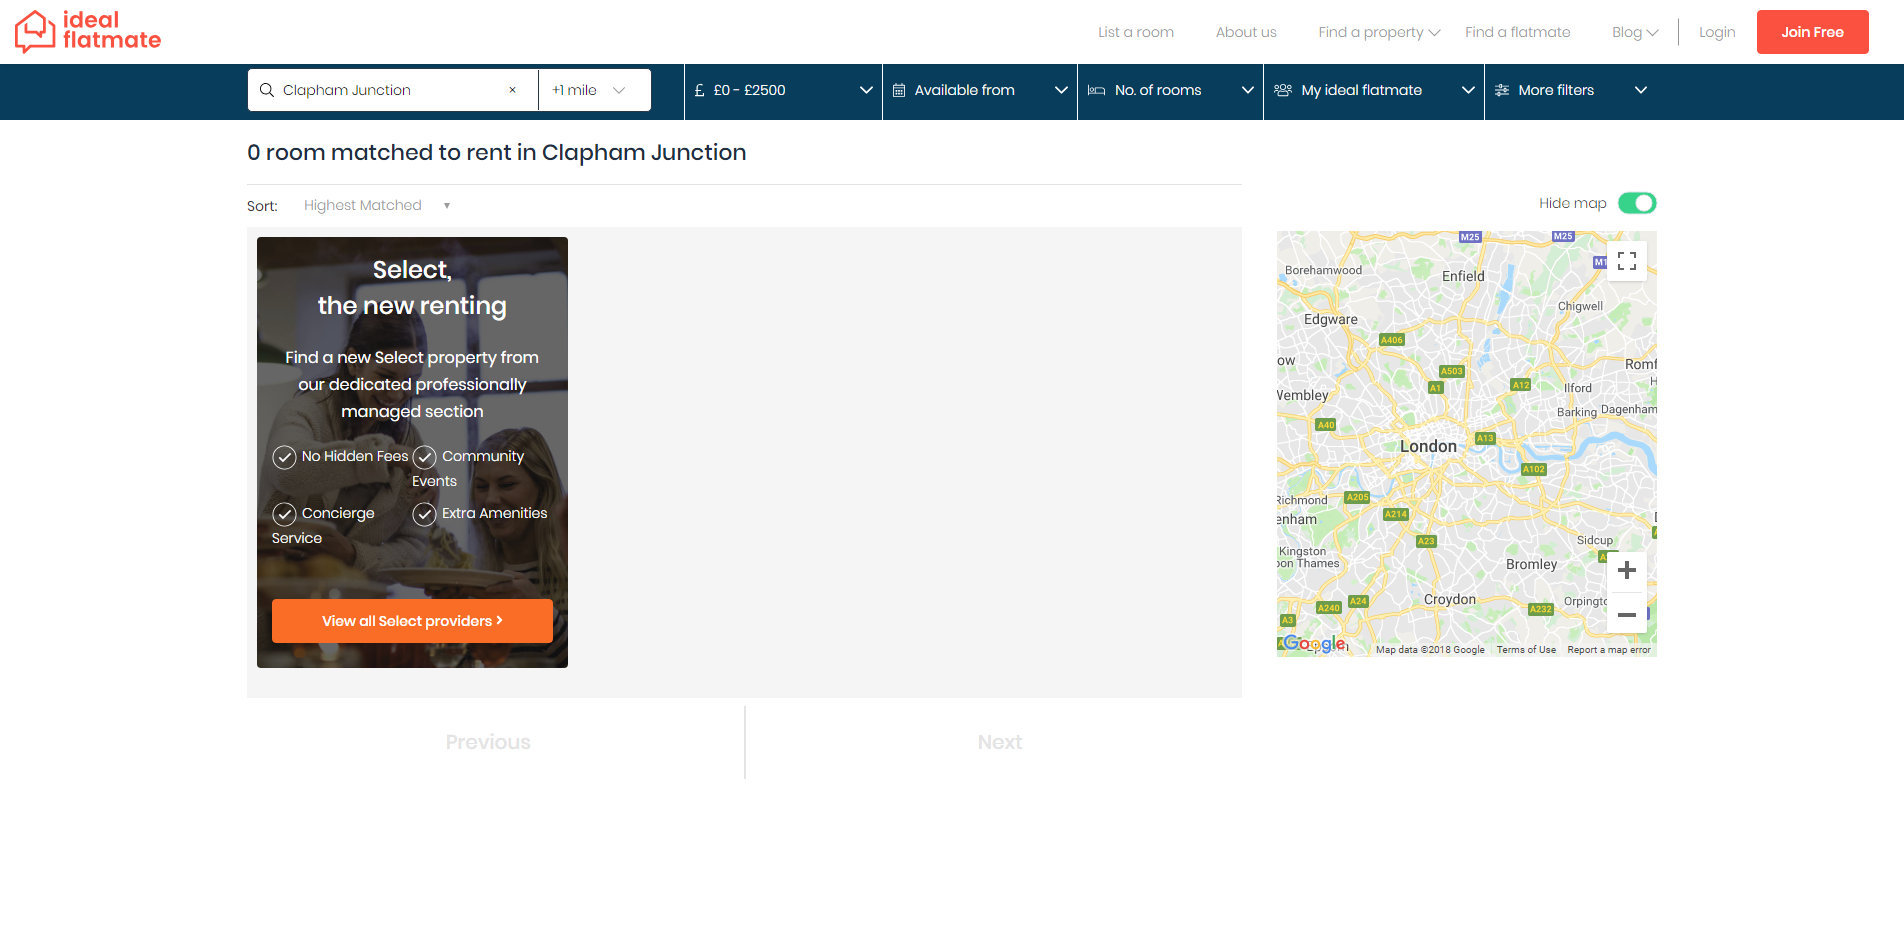 ideal
flatmate
List a room
About us
Find a property
Find a flatmate
Blog
Login
Join Free
Clapham Junction
×
+1 mile
£ £0 - £2500
Available from
No. of rooms
My ideal flatmate
More filters
0 room matched to rent in Clapham Junction
Sort:
Highest Matched
Hide map
Select,
the new renting
Find a new Select property from
our dedicated professionally
managed section
No Hidden Fees
Community
Events
Concierge
Service
Extra Amenities
View all Select providers
Previous
Next
M25
M25
Borehamwood
Enfield
M1
Chigwell
Edgware
A406
ow
Romf
A503
A1
A12
Ilford
Wembley
Barking
Dagenham
A40
London
A13
A102
Richmond
A205
enham
A214
A23
Sidcup
Kingston
pon Thames
Bromley
A24
A240
Croydon
A232
Orpingto
A3
Google
Map data ©2018 Google
Terms of Use
Report a map error